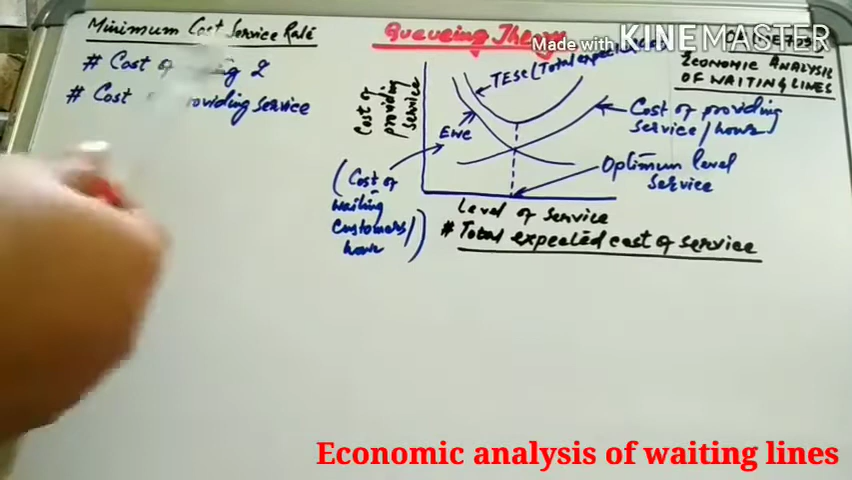 Minimum Cost Service Rate
# Cost of
# Cost providing service
Queueing Theory
Made with KINEMASTER
ECONOMIC ANALYSIS
OF WAITING LINES
TESC (Total expected
Cost of
providing
service
EWC
Cost of providing
service/hour
Optimum level
service
(Cost of
waiting
customers/
hour)
Level of service
# Total expected cost of service
Economic analysis of waiting lines